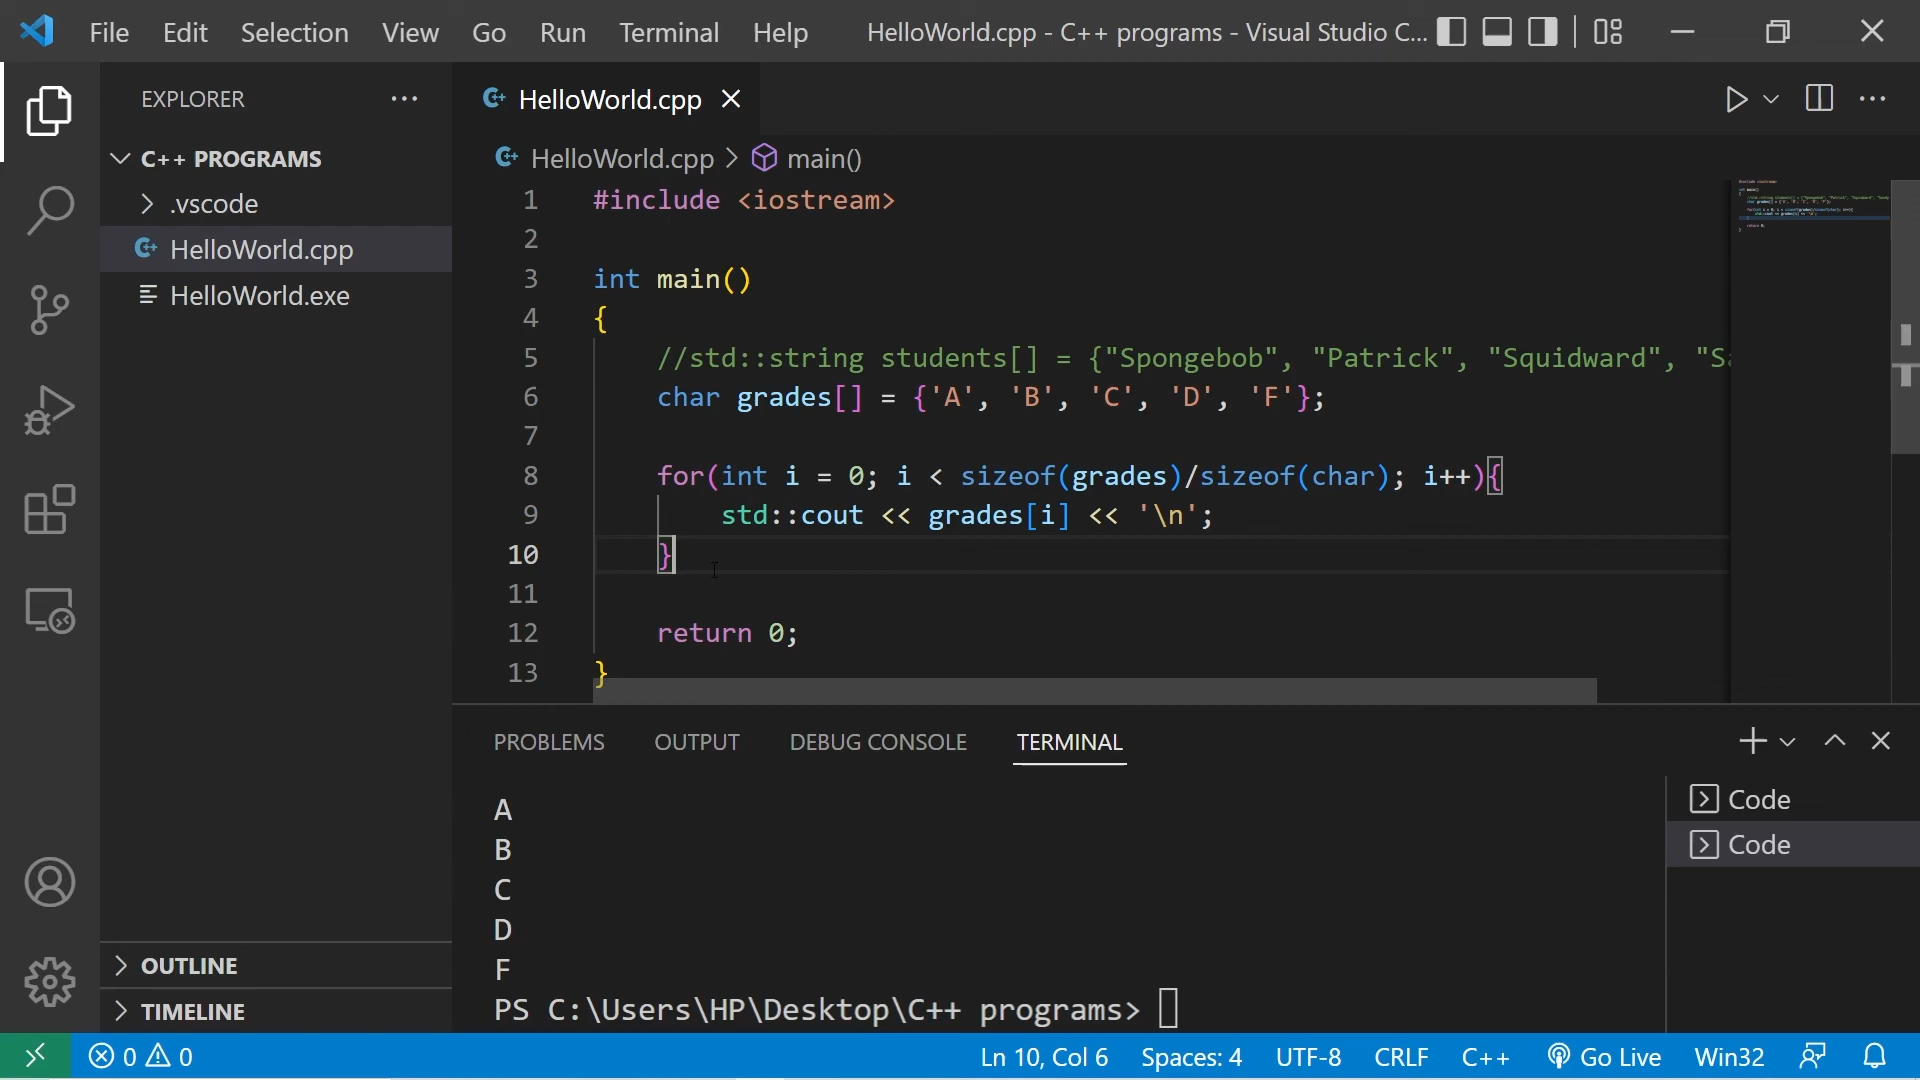 File Edit Selection View Go Run Terminal Help HelloWorld.cpp - C++ programs - Visual Studio C...
EXPLORER
C++ PROGRAMS
.vscode
HelloWorld.cpp
HelloWorld.exe
OUTLINE
TIMELINE
HelloWorld.cpp
HelloWorld.cpp > main()
1 #include <iostream>
2
3 int main()
4 {
5 //std::string students[] = {"Spongebob", "Patrick", "Squidward", "Sa
6 char grades[] = {'A', 'B', 'C', 'D', 'F'};
7
8 for(int i = 0; i < sizeof(grades)/sizeof(char); i++){
9 std::cout << grades[i] << '\n';
10 }
11
12 return 0;
13 }
PROBLEMS OUTPUT DEBUG CONSOLE TERMINAL
A
B
C
D
F
PS C:\Users\HP\Desktop\C++ programs>
Code
Code
0 0 Ln 10, Col 6 Spaces: 4 UTF-8 CRLF C++ Go Live Win32